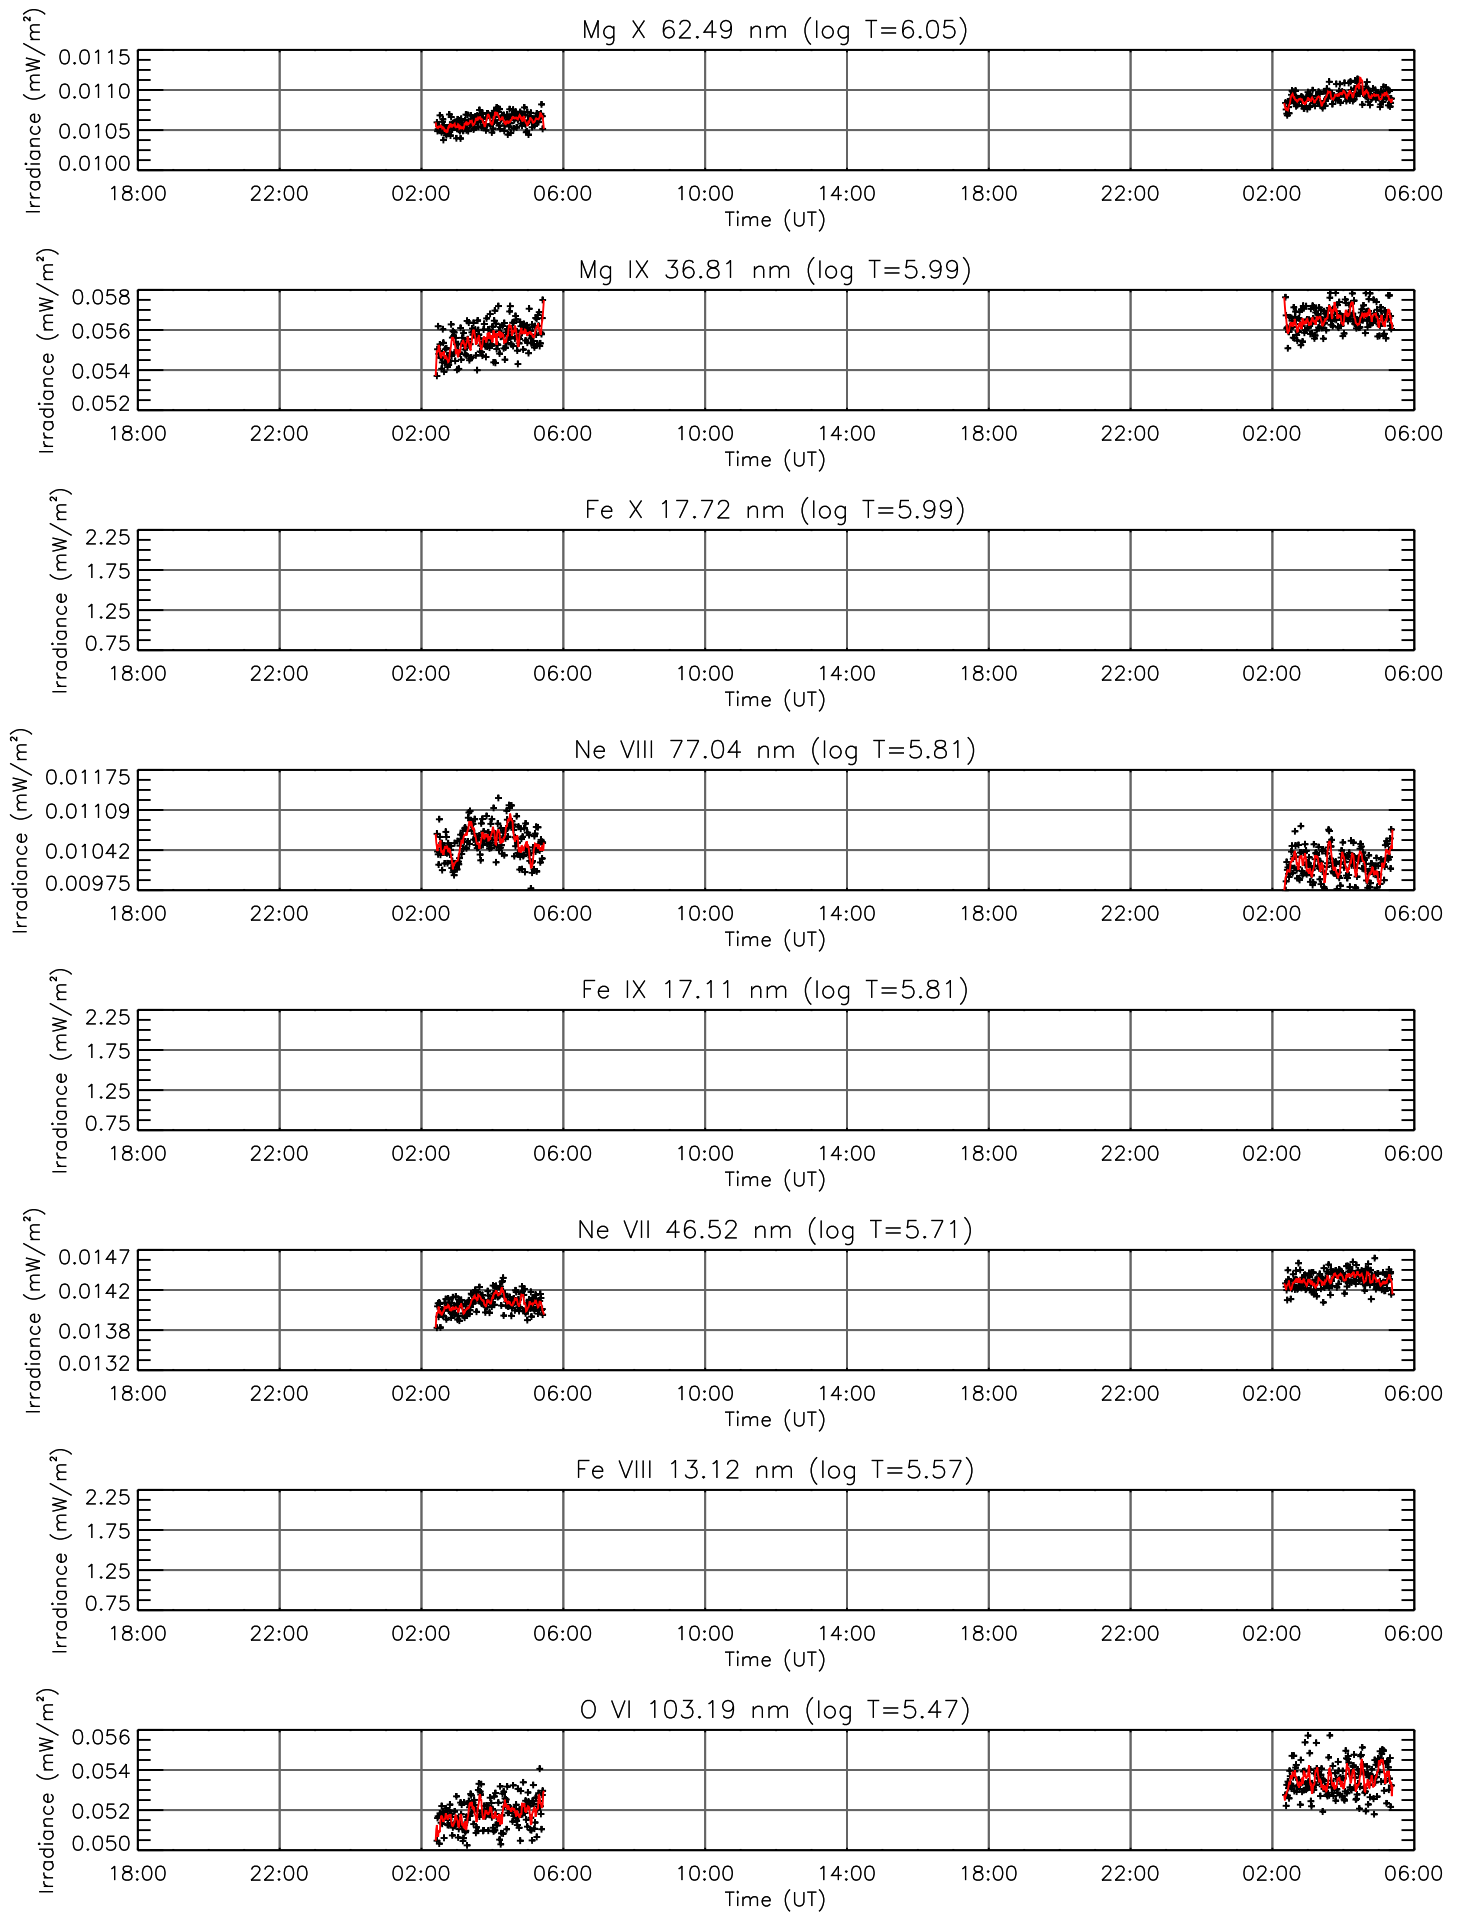 Mg X 62.49 nm (log T=6.05)
Irradiance (mW/m²)
0.0115
0.0110
0.0105
0.0100
18:00 22:00 02:00 06:00 10:00 14:00 18:00 22:00 02:00 06:00
Time (UT)
Mg IX 36.81 nm (log T=5.99)
Irradiance (mW/m²)
0.058
0.056
0.054
0.052
18:00 22:00 02:00 06:00 10:00 14:00 18:00 22:00 02:00 06:00
Time (UT)
Fe X 17.72 nm (log T=5.99)
Irradiance (mW/m²)
2.25
1.75
1.25
0.75
18:00 22:00 02:00 06:00 10:00 14:00 18:00 22:00 02:00 06:00
Time (UT)
Ne VIII 77.04 nm (log T=5.81)
Irradiance (mW/m²)
0.01175
0.01109
0.01042
0.00975
18:00 22:00 02:00 06:00 10:00 14:00 18:00 22:00 02:00 06:00
Time (UT)
Fe IX 17.11 nm (log T=5.81)
Irradiance (mW/m²)
2.25
1.75
1.25
0.75
18:00 22:00 02:00 06:00 10:00 14:00 18:00 22:00 02:00 06:00
Time (UT)
Ne VII 46.52 nm (log T=5.71)
Irradiance (mW/m²)
0.0147
0.0142
0.0138
0.0132
18:00 22:00 02:00 06:00 10:00 14:00 18:00 22:00 02:00 06:00
Time (UT)
Fe VIII 13.12 nm (log T=5.57)
Irradiance (mW/m²)
2.25
1.75
1.25
0.75
18:00 22:00 02:00 06:00 10:00 14:00 18:00 22:00 02:00 06:00
Time (UT)
O VI 103.19 nm (log T=5.47)
Irradiance (mW/m²)
0.056
0.054
0.052
0.050
18:00 22:00 02:00 06:00 10:00 14:00 18:00 22:00 02:00 06:00
Time (UT)